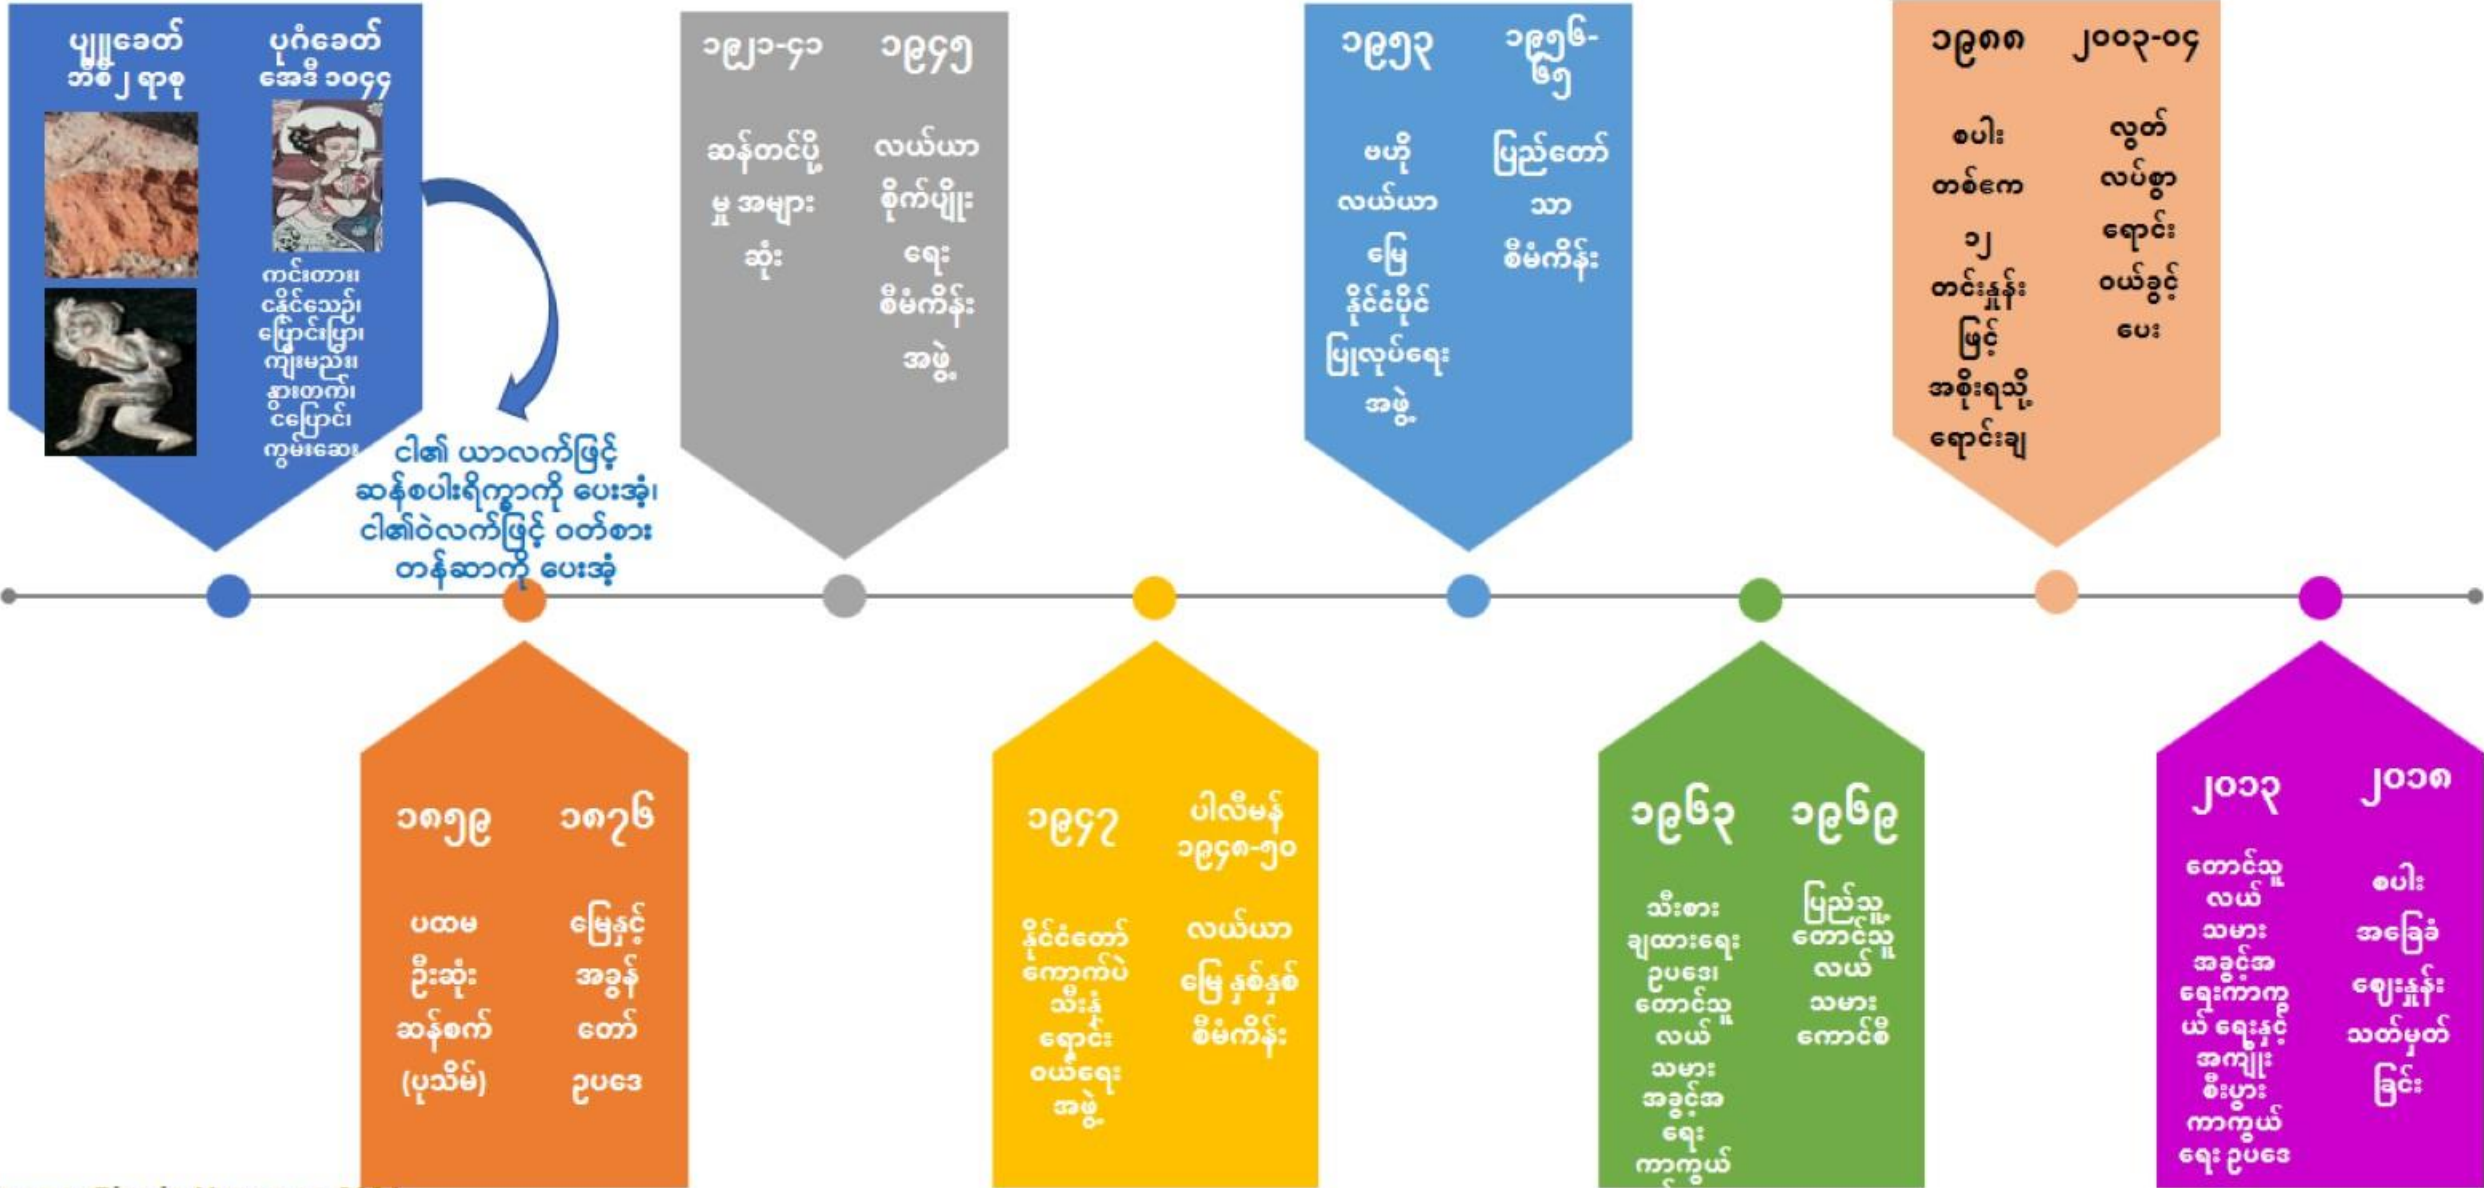 ပျူခေတ်
ဘီစီ၂ ရာစု
ပုဂံခေတ်
အေဒီ ၁၀၄၄
ကင်းတား၊
ငနိုင်သေဉ်၊
ပြောင်းပြာ၊
ကျီးမည်း၊
နွားတက်၊
ငပြောင်၊
ကွမ်းဆေး
ငါ၏ ယာလက်ဖြင့်
ဆန်စပါးရိက္ခာကို ပေးအံ့၊
ငါ၏ဝဲလက်ဖြင့် ဝတ်စား
တန်ဆာကို ပေးအံ့
၁၈၅၉
ပထမ
ဦးဆုံး
ဆန်စက်
(ပုသိမ်)
၁၈၇၆
မြေနှင့်
အခွန်
တော်
ဥပဒေ
၁၉၂၁-၄၁
ဆန်တင်ပို့
မှု အများ
ဆုံး
၁၉၄၅
လယ်ယာ
စိုက်ပျိုး
ရေး
စီမံကိန်း
အဖွဲ့
၁၉၄၇
နိုင်ငံတော်
ကောက်ပဲ
သီးနှံ
ရောင်း
ဝယ်ရေး
အဖွဲ့
ပါလီမန်
၁၉၄၈-၅၀
လယ်ယာ
မြေ နှစ်နှစ်
စီမံကိန်း
၁၉၅၃
ဗဟို
လယ်ယာ
မြေ
နိုင်ငံပိုင်
ပြုလုပ်ရေး
အဖွဲ့
၁၉၅၆-
၆၅
ပြည်တော်
သာ
စီမံကိန်း
၁၉၆၃
သီးစား
ချထားရေး
ဥပဒေ၊
တောင်သူ
လယ်
သမား
အခွင့်အ
ရေး
ကာကွယ်
၁၉၆၉
ပြည်သူ့
တောင်သူ
လယ်
သမား
ကောင်စီ
၁၉၈၈
စပါး
တစ်ဧက
၁၂
တင်းနှုန်း
ဖြင့်
အစိုးရသို့
ရောင်းချ
၂၀၀၃-၀၄
လွတ်
လပ်စွာ
ရောင်း
ဝယ်ခွင့်
ပေး
၂၀၁၃
တောင်သူ
လယ်
သမား
အခွင့်အ
ရေးကာကွ
ယ် ရေးနှင့်
အကျိုး
စီးပွား
ကာကွယ်
ရေး ဥပဒေ
၂၀၁၈
စပါး
အခြေခံ
ဈေးနှုန်း
သတ်မှတ်
ခြင်း